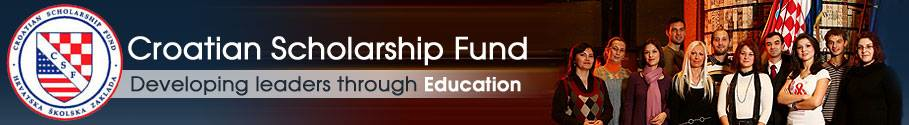 CROATIAN SCHOLARSHIP FUND
CSF
HRVATSKA ŠKOLSKA ZAKLADA
Croatian Scholarship Fund
Developing leaders through Education